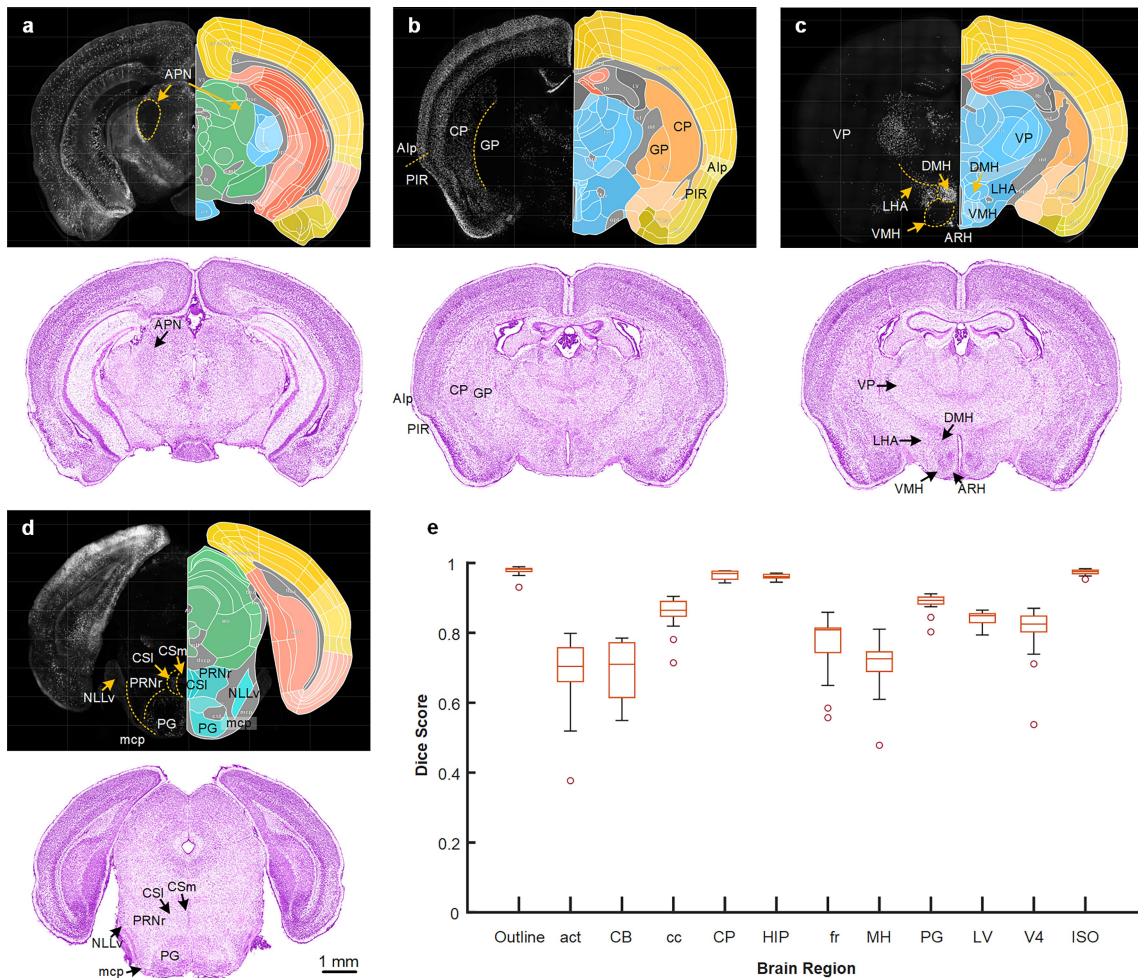 a
APN
APN
b
CP
GP
CP
GP
AIp
PIR
AIp
PIR
AIp
CP
GP
PIR
c
VP
VP
DMH
DMH
LHA
LHA
VMH
VMH
ARH
VP
DMH
LHA
VMH
ARH
d
CSm
CSl
PRNr
PRNr
CSl
NLLv
NLLv
PG
PG
mcp
mcp
CSm
CSl
PRNr
NLLv
PG
mcp
1 mm
e
Dice Score
1
0.8
0.6
0.4
0.2
0
Outline act CB cc CP HIP fr MH PG LV V4 ISO
Brain Region